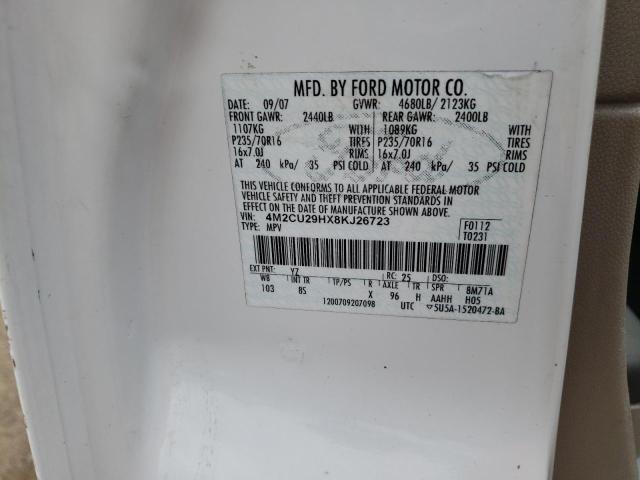 MFD. BY FORD MOTOR CO.
DATE: 09/07 GVWR: 4680LB/ 2123KG
FRONT GAWR: 2440LB REAR GAWR: 2400LB
1107KG WITH 1089KG WITH
P235/70R16 TIRES P235/70R16 TIRES
16x7.0J RIMS 16x7.0J RIMS
AT 240 kPa/ 35 PSI COLD AT 240 kPa/ 35 PSI COLD
THIS VEHICLE CONFORMS TO ALL APPLICABLE FEDERAL MOTOR
VEHICLE SAFETY AND THEFT PREVENTION STANDARDS IN
EFFECT ON THE DATE OF MANUFACTURE SHOWN ABOVE.
VIN: 4M2CU29HX8KJ26723 F0112
TYPE: MPV T0231
EXT PNT: YZ RC: 25 DSO:
WB INT TR TP/PS R AXLE TR SPR 8M71A
103 8S X 96 H AAHH H05
1200709207098 UTC ▽5U5A-1520472-BA